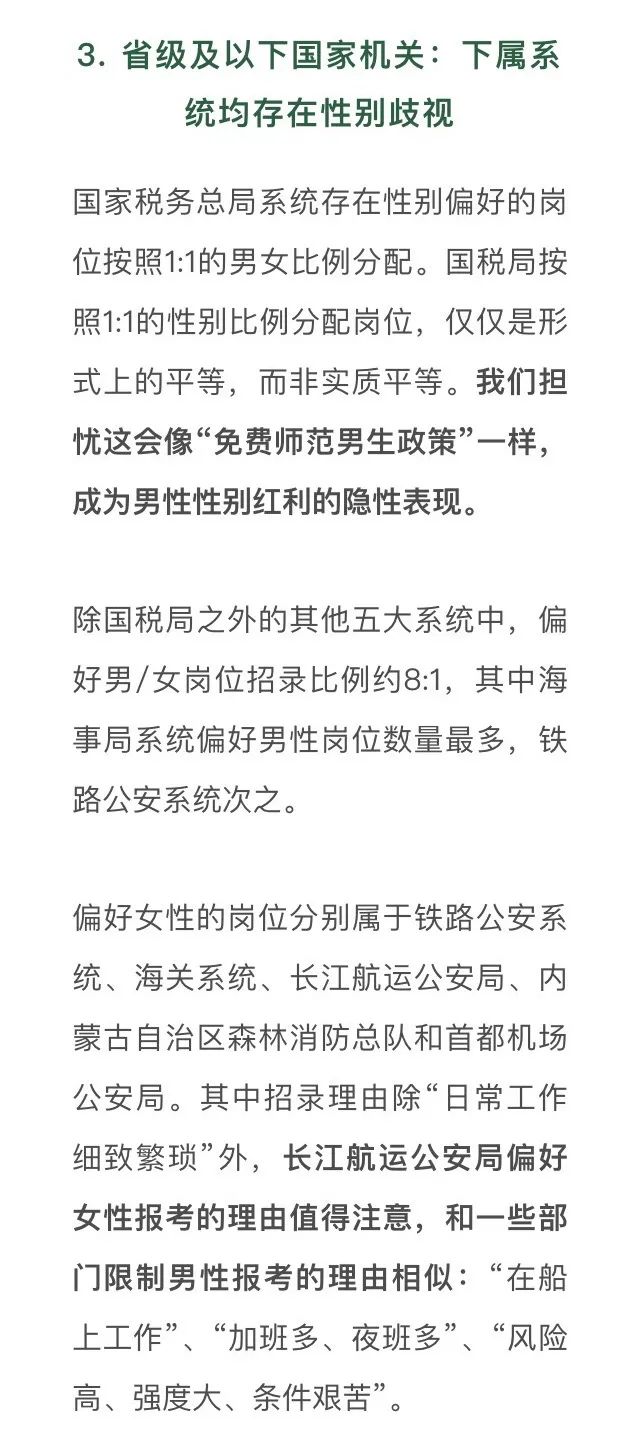 3. 省级及以下国家机关：下属系
统均存在性别歧视
国家税务总局系统存在性别偏好的岗
位按照1:1的男女比例分配。国税局按
照1:1的性别比例分配岗位，仅仅是形
式上的平等，而非实质平等。我们担
忧这会像“免费师范男生政策”一样，
成为男性性别红利的隐性表现。
除国税局之外的其他五大系统中，偏
好男/女岗位招录比例约8:1，其中海
事局系统偏好男性岗位数量最多，铁
路公安系统次之。
偏好女性的岗位分别属于铁路公安系
统、海关系统、长江航运公安局、内
蒙古自治区森林消防总队和首都机场
公安局。其中招录理由除“日常工作
细致繁琐”外，长江航运公安局偏好
女性报考的理由值得注意，和一些部
门限制男性报考的理由相似：“在船
上工作”、“加班多、夜班多”、“风险
高、强度大、条件艰苦”。